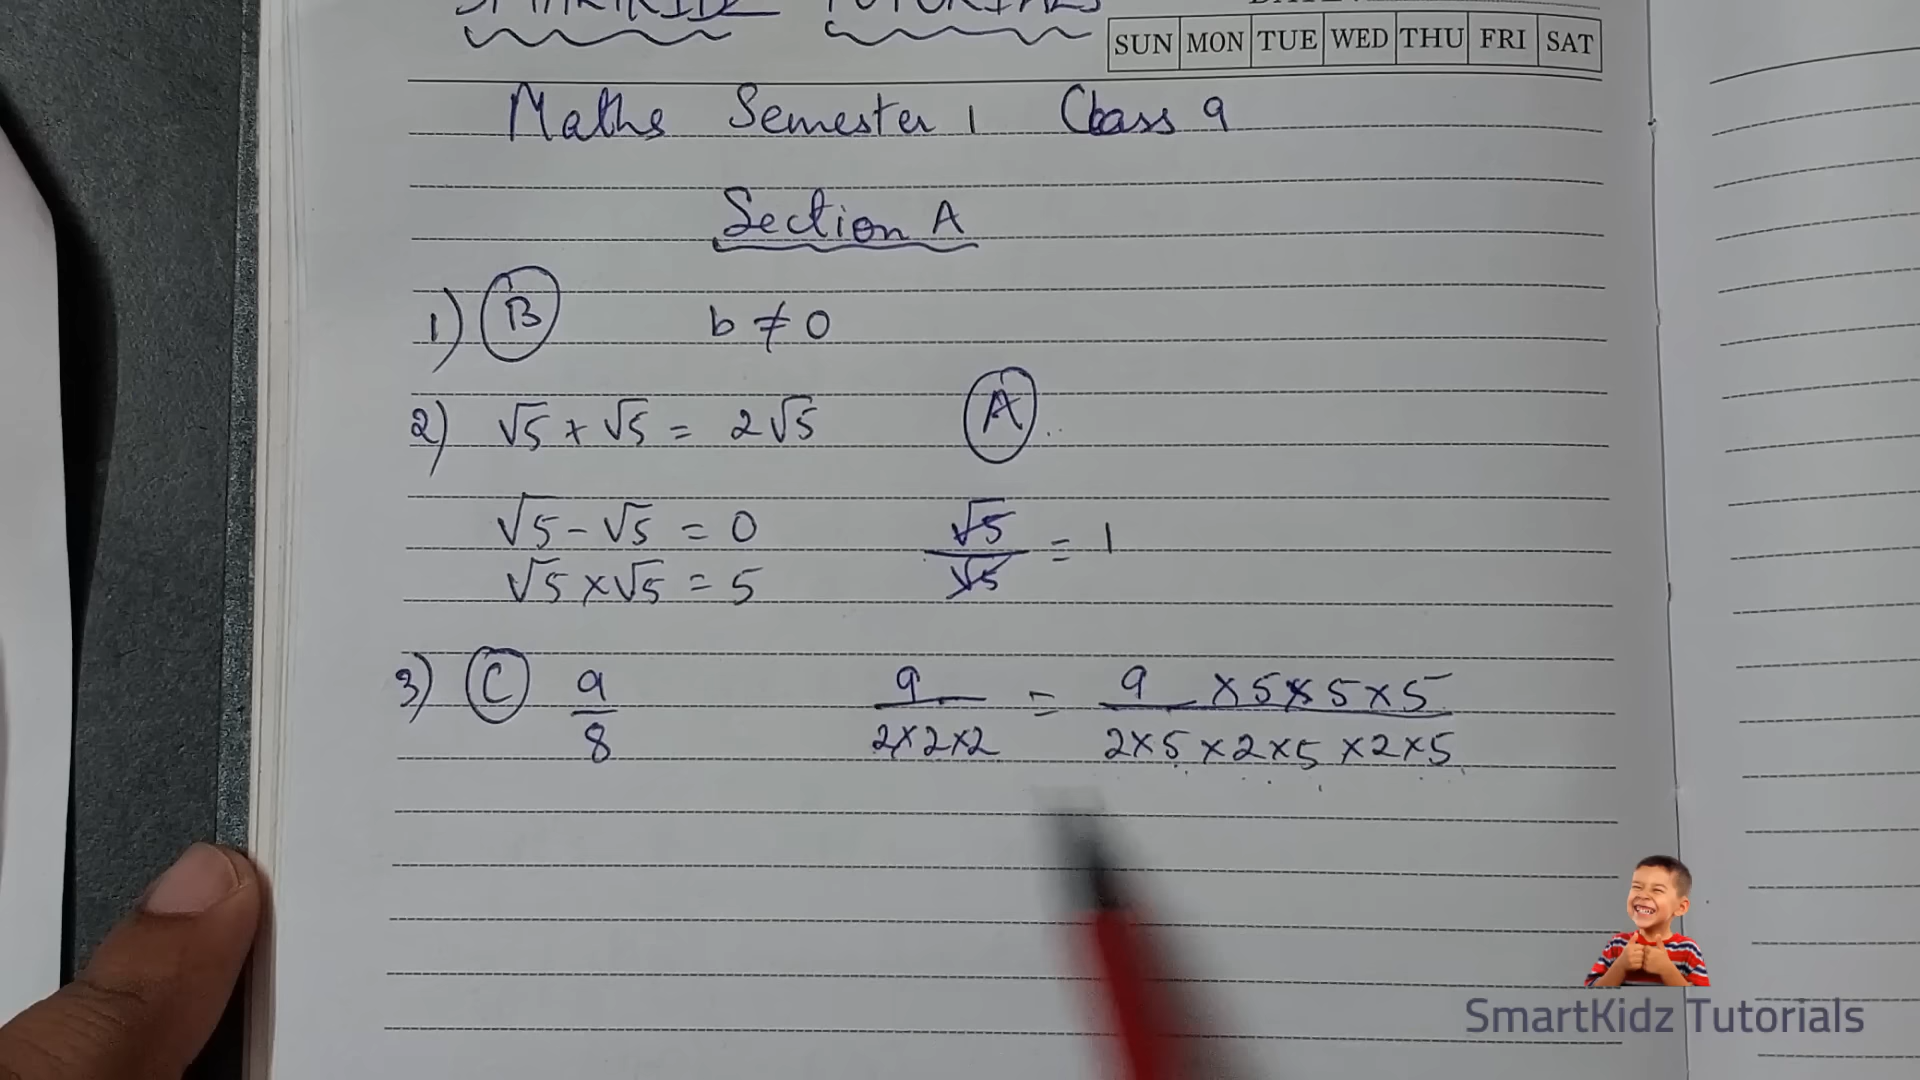 SMARTKIDZ TUTORIALS
SUN MON TUE WED THU FRI SAT
Maths Semester 1 Class 9
Section A
1) B b ≠ 0
2) √5 + √5 = 2√5 A
√5 - √5 = 0 √5/√5 = 1
√5 × √5 = 5
3) C 9/8 9/(2×2×2) = (9 ×5×5×5)/(2×5×2×5×2×5)
SmartKidz Tutorials